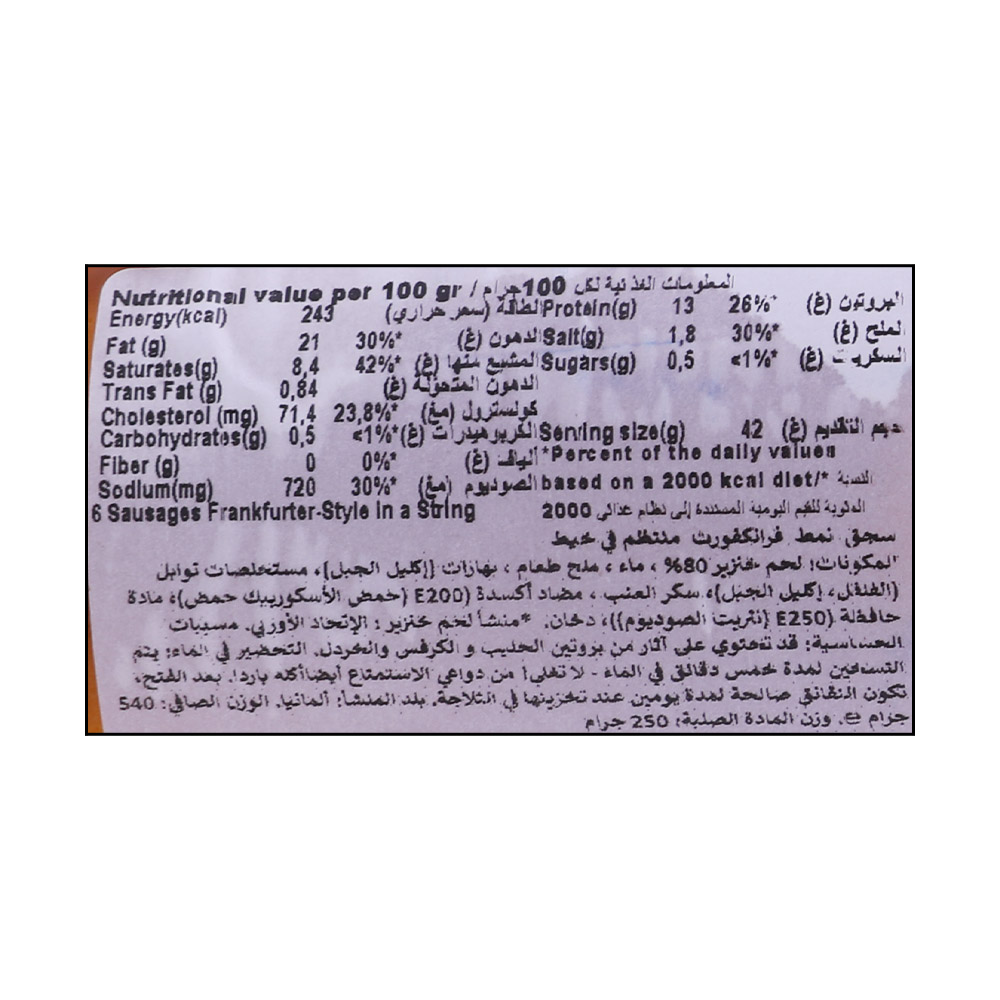 Nutritional value per 100 gr / المعلومات الغذائية لكل 100جرام
Energy(kcal) 243 الطاقة (سعر حراري)
Fat (g) 21 30%* الدهون (غ)
Saturates(g) 8,4 42%* المشبع منها (غ)
Trans Fat (g) 0,84 الدهون المتحولة (غ)
Cholesterol (mg) 71,4 23,8%* كولسترول (مغ)
Carbohydrates(g) 0,5 <1%* الكربوهيدرات (غ)
Fiber (g) 0 0%* الياف (غ)
Sodium(mg) 720 30%* الصوديوم (مغ)
Protein(g) 13 26%* البروتين (غ)
Salt(g) 1,8 30%* الملح (غ)
Sugars(g) 0,5 <1%* السكريات (غ)
Serving size(g) 42 حجم التقديم (غ)
*Percent of the daily values
based on a 2000 kcal diet/* النسبة
المئوية للقيم اليومية المستندة إلى نظام غذائي 2000
6 Sausages Frankfurter-Style in a String
سجق نمط فرانكفورت منتظم في خيط
المكونات: لحم خنزير 80%، ماء، ملح طعام، بهارات (إكليل الجبل)، مستخلصات توابل
(الفلفل، إكليل الجبل)، سكر العنب، مضاد أكسدة (E200 (حمض الأسكوربيك حمض)، مادة
حافظة (E250 (نتريت الصوديوم))، دخان. *منشأ لحم خنزير: الإتحاد الأوربي. مسببات
الحساسية: قد تحتوي على آثار من بروتين الحليب و الكرفس والخردل. التحضير في الماء: يتم
التسخين لمدة خمس دقائق في الماء - لا تغلى! من دواعي الاستمتاع أيضا أكله باردا. بعد الفتح،
تكون النقانق صالحة لمدة يومين عند تخزينها في الثلاجة. بلد المنشأ: ألمانيا. الوزن الصافي: 540
جرام ℮. وزن المادة الصلبة: 250 جرام